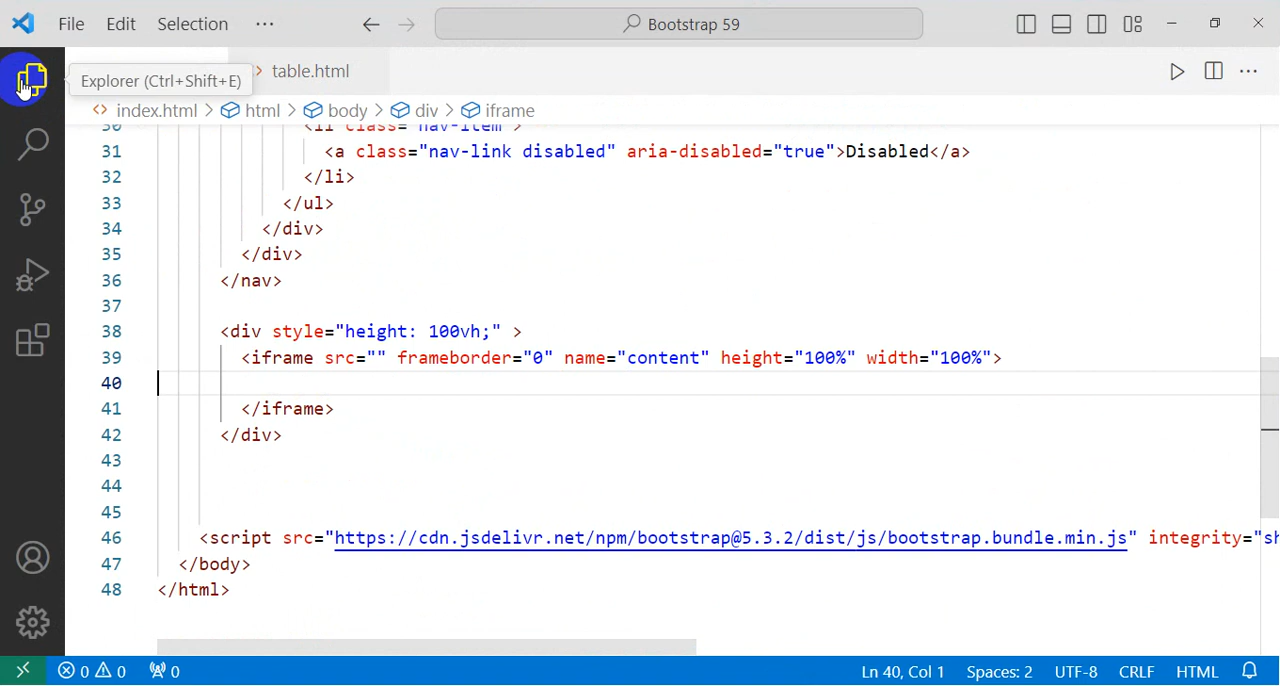 File Edit Selection ··· Bootstrap 59
Explorer (Ctrl+Shift+E) table.html
index.html > html > body > div > iframe
30 <li class="nav-item">
31 <a class="nav-link disabled" aria-disabled="true">Disabled</a>
32 </li>
33 </ul>
34 </div>
35 </div>
36 </nav>
37
38 <div style="height: 100vh;" >
39 <iframe src="" frameborder="0" name="content" height="100%" width="100%">
40
41 </iframe>
42 </div>
43
44
45
46 <script src="https://cdn.jsdelivr.net/npm/bootstrap@5.3.2/dist/js/bootstrap.bundle.min.js" integrity="sh
47 </body>
48 </html>
0 0 0 Ln 40, Col 1 Spaces: 2 UTF-8 CRLF HTML